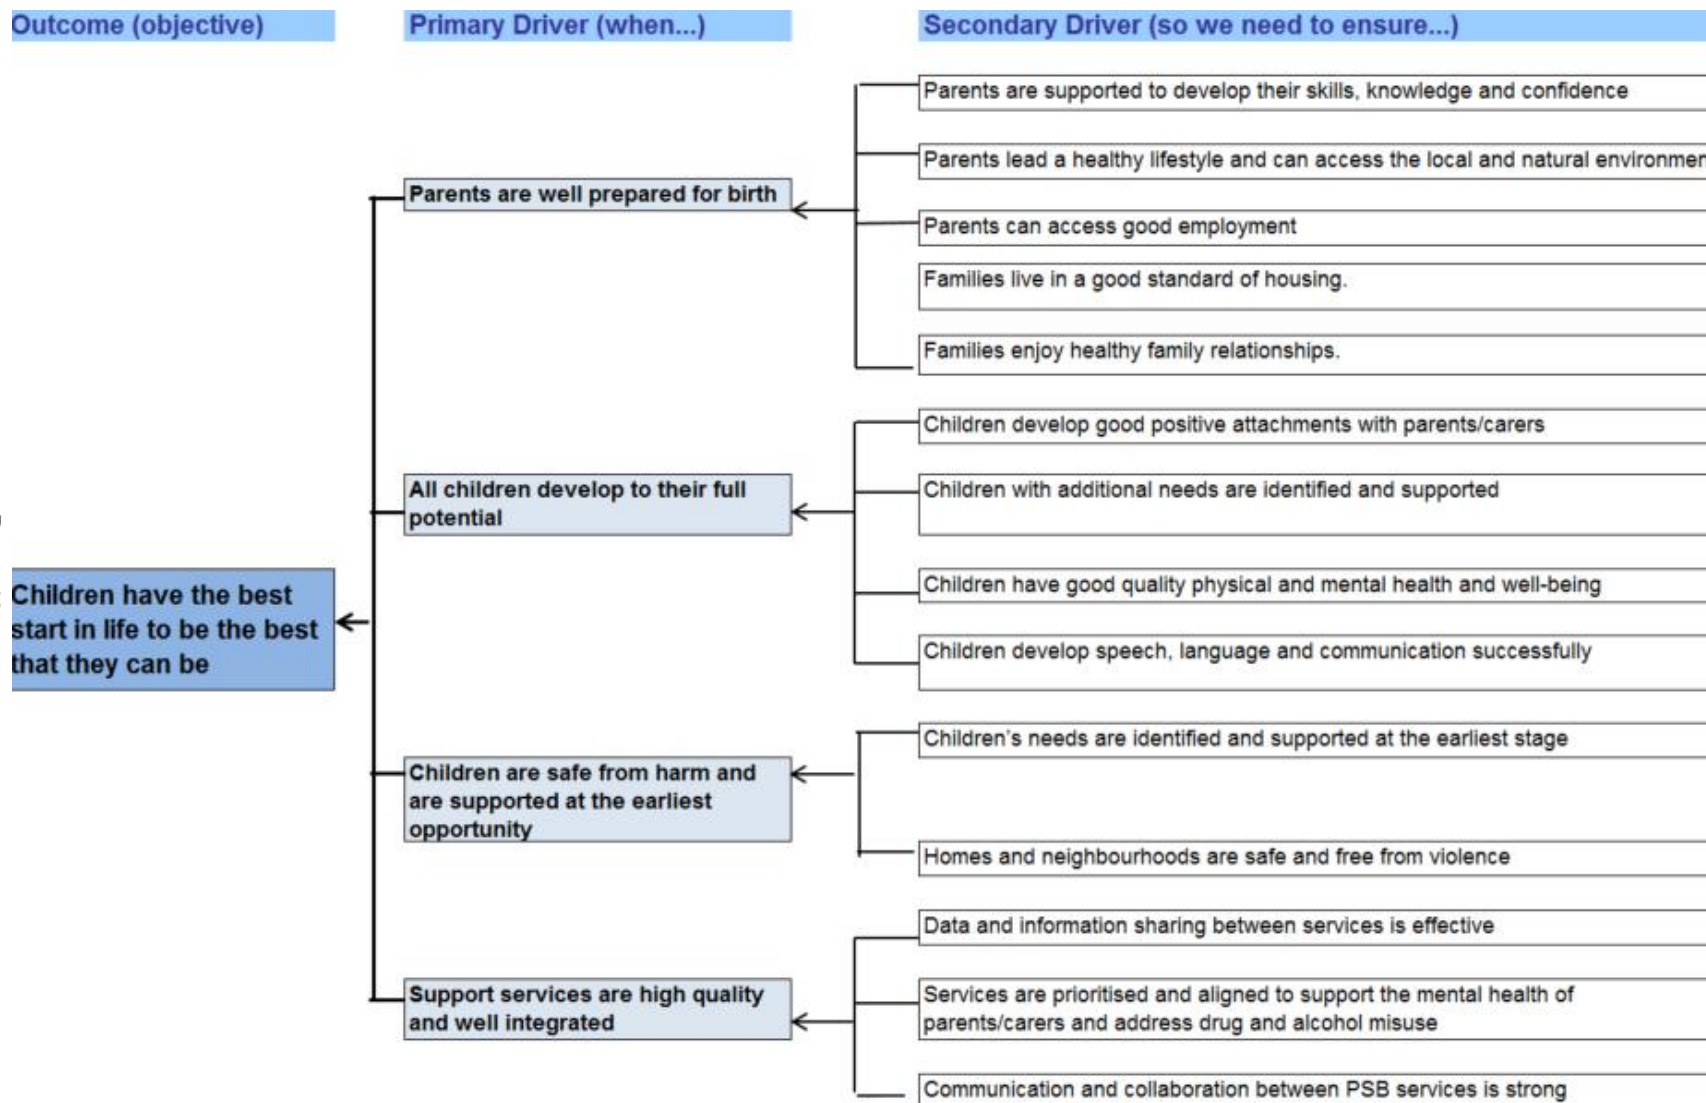 Outcome (objective)
Primary Driver (when...)
Secondary Driver (so we need to ensure...)
Parents are supported to develop their skills, knowledge and confidence
Parents lead a healthy lifestyle and can access the local and natural environmen
Parents are well prepared for birth
Parents can access good employment
Families live in a good standard of housing.
Families enjoy healthy family relationships.
Children develop good positive attachments with parents/carers
All children develop to their full
potential
Children with additional needs are identified and supported
Children have the best
start in life to be the best
that they can be
Children have good quality physical and mental health and well-being
Children develop speech, language and communication successfully
Children's needs are identified and supported at the earliest stage
Children are safe from harm and
are supported at the earliest
opportunity
Homes and neighbourhoods are safe and free from violence
Data and information sharing between services is effective
Support services are high quality
and well integrated
Services are prioritised and aligned to support the mental health of
parents/carers and address drug and alcohol misuse
Communication and collaboration between PSB services is strong